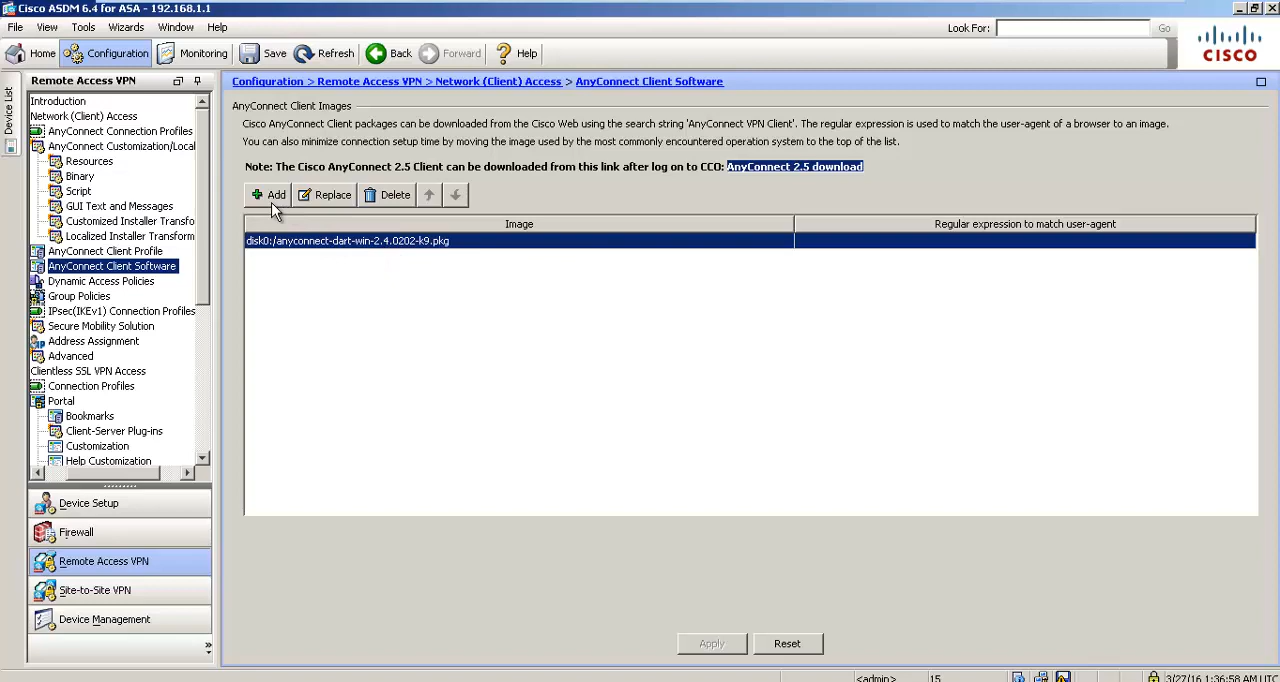 Cisco ASDM 6.4 for ASA - 192.168.1.1
File View Tools Wizards Window Help
Look For:
Go
Home Configuration Monitoring Save Refresh Back Forward Help
CISCO
Device List
Remote Access VPN
Introduction
Network (Client) Access
AnyConnect Connection Profiles
AnyConnect Customization/Local
Resources
Binary
Script
GUI Text and Messages
Customized Installer Transfo
Localized Installer Transform
AnyConnect Client Profile
AnyConnect Client Software
Dynamic Access Policies
Group Policies
IPsec(IKEv1) Connection Profiles
Secure Mobility Solution
Address Assignment
Advanced
Clientless SSL VPN Access
Connection Profiles
Portal
Bookmarks
Client-Server Plug-ins
Customization
Help Customization
Device Setup
Firewall
Remote Access VPN
Site-to-Site VPN
Device Management
»
Configuration > Remote Access VPN > Network (Client) Access > AnyConnect Client Software
AnyConnect Client Images
Cisco AnyConnect Client packages can be downloaded from the Cisco Web using the search string 'AnyConnect VPN Client'. The regular expression is used to match the user-agent of a browser to an image.
You can also minimize connection setup time by moving the image used by the most commonly encountered operation system to the top of the list.
Note: The Cisco AnyConnect 2.5 Client can be downloaded from this link after log on to CCO: AnyConnect 2.5 download
Add Replace Delete
Image Regular expression to match user-agent
disk0:/anyconnect-dart-win-2.4.0202-k9.pkg
Apply Reset
<admin> 15 3/27/16 1:36:58 AM UTC